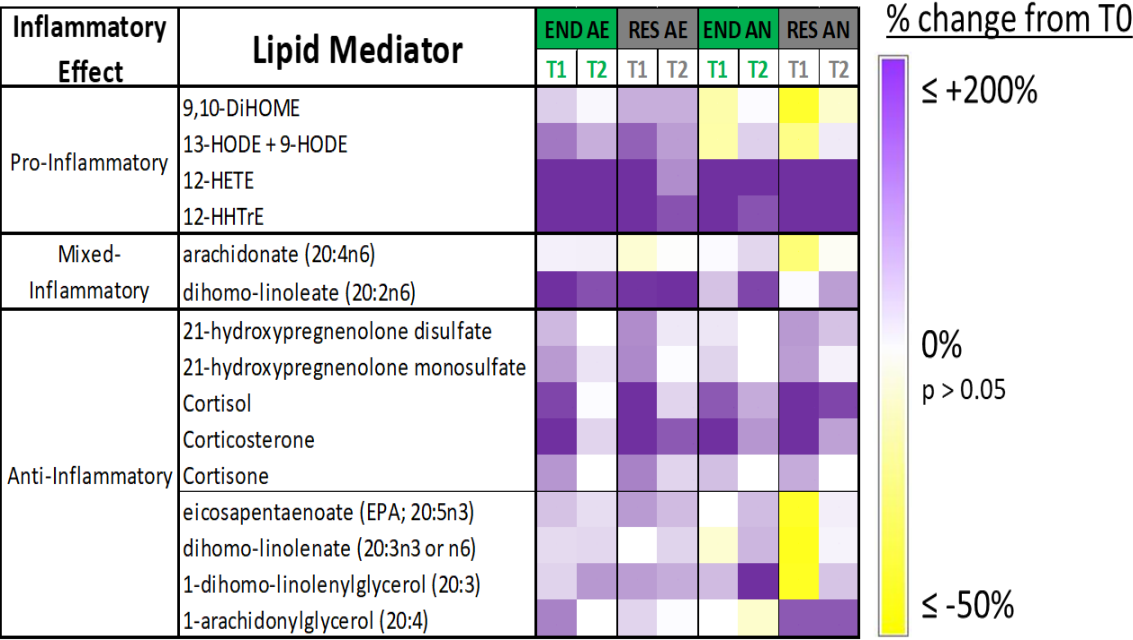 Inflammatory Effect
Lipid Mediator
END AE RES AE END AN RES AN
T1 T2 T1 T2 T1 T2 T1 T2
Pro-Inflammatory
9,10-DiHOME
13-HODE + 9-HODE
12-HETE
12-HHTrE
Mixed-
Inflammatory
arachidonate (20:4n6)
dihomo-linoleate (20:2n6)
Anti-Inflammatory
21-hydroxypregnenolone disulfate
21-hydroxypregnenolone monosulfate
Cortisol
Corticosterone
Cortisone
eicosapentaenoate (EPA; 20:5n3)
dihomo-linolenate (20:3n3 or n6)
1-dihomo-linolenylglycerol (20:3)
1-arachidonylglycerol (20:4)
% change from T0
≤ +200%
0%
p > 0.05
≤ -50%